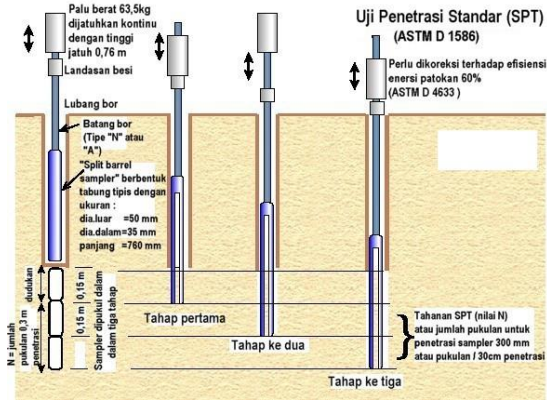 Uji Penetrasi Standar (SPT)
(ASTM D 1586)
Palu berat 63,5kg
dijatuhkan kontinu
dengan tinggi
jatuh 0,76 m
Landasan besi
Perlu dikoreksi terhadap efisiensi
enersi patokan 60%
(ASTM D 4633 )
Lubang bor
Batang bor
(Tipe "N" atau
"A")
"Split barrel
sampler" berbentuk
tabung tipis dengan
ukuran :
dia.luar =50 mm
dia.dalam=35 mm
panjang =760 mm
dudukan
0,15 m
0,15 m
N = jumlah
pukulan 0,3 m
penetrasi
Sampler dipukul dalam
dalam tiga tahap
Tahap pertama
Tahap ke dua
Tahap ke tiga
Tahanan SPT (nilai N)
atau jumlah pukulan untuk
penetrasi sampler 300 mm
atau pukulan / 30cm penetrasi